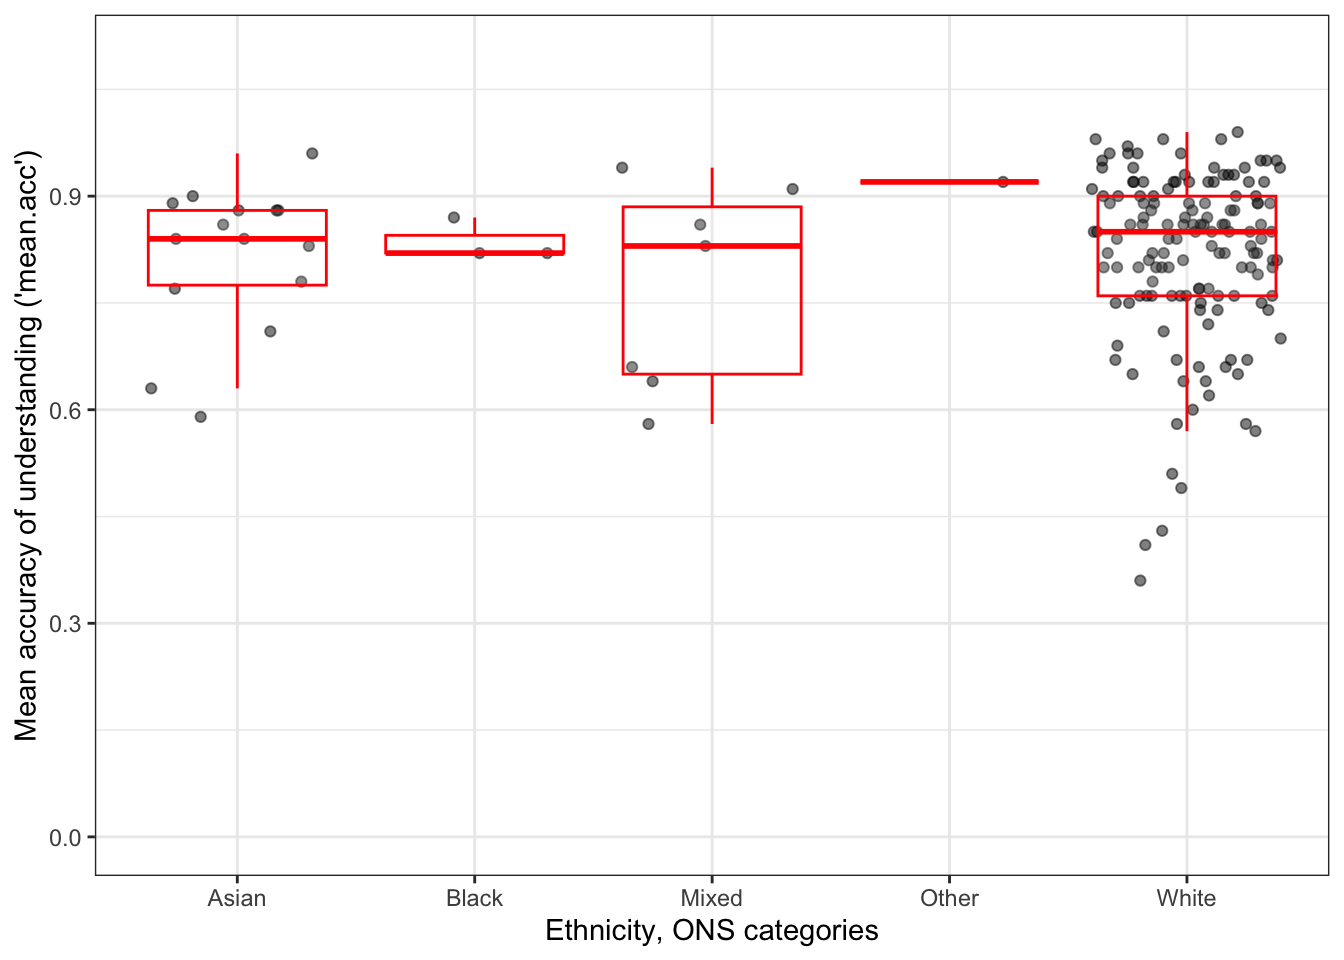 Mean accuracy of understanding ('mean.acc')
0.9
0.6
0.3
0.0
Asian Black Mixed Other White
Ethnicity, ONS categories